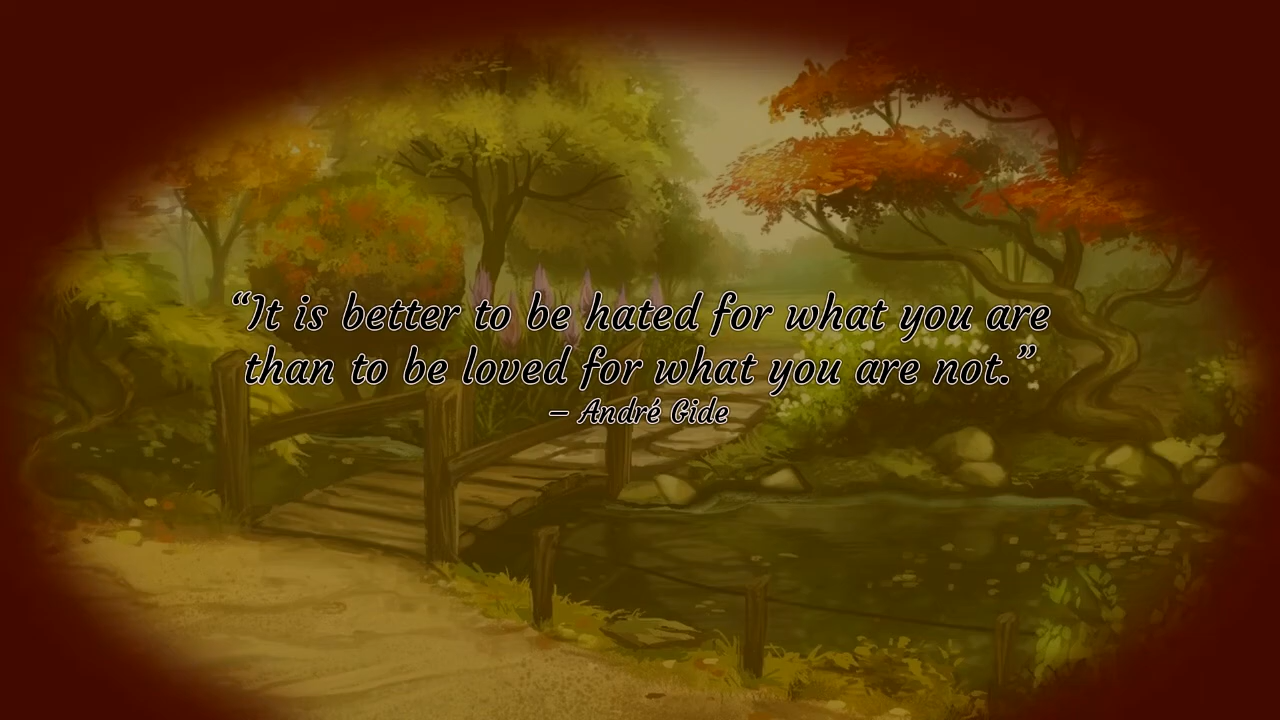 “It is better to be hated for what you are
than to be loved for what you are not.”
– André Gide